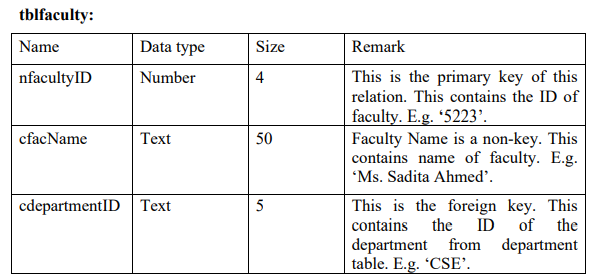 tblfaculty:
Name Data type Size Remark
nfacultyID Number 4 This is the primary key of this
relation. This contains the ID of
faculty. E.g. ‘5223’.
cfacName Text 50 Faculty Name is a non-key. This
contains name of faculty. E.g.
‘Ms. Sadita Ahmed’.
cdepartmentID Text 5 This is the foreign key. This
contains the ID of the
department from department
table. E.g. ‘CSE’.